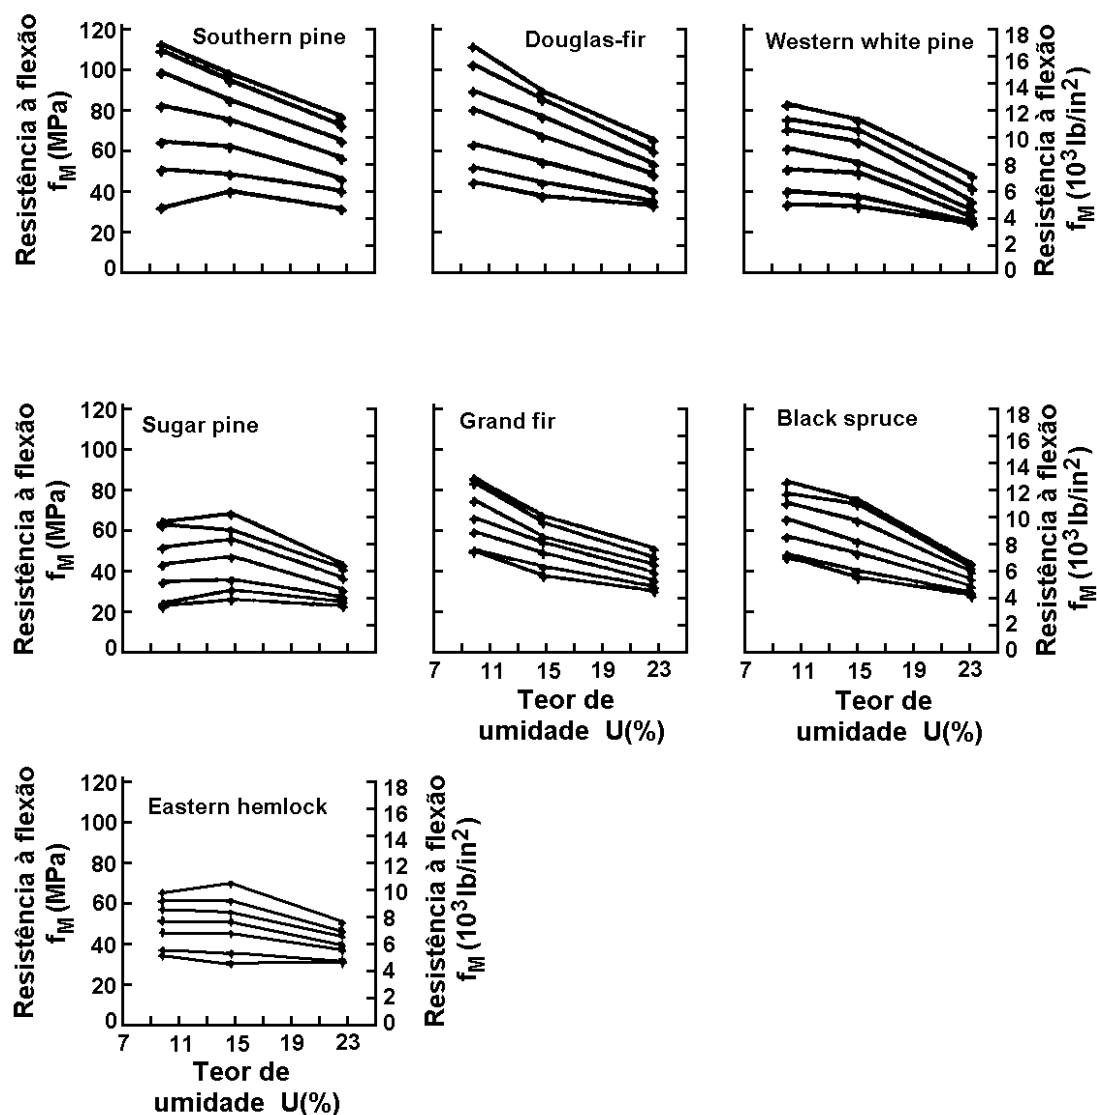 Resistência à flexão
f_M (MPa)
120
100
80
60
40
20
0
Southern pine
Douglas-fir
Western white pine
18
16
14
12
10
8
6
4
2
0
Resistência à flexão
f_M (10³lb/in²)
Resistência à flexão
f_M (MPa)
120
100
80
60
40
20
0
Sugar pine
Grand fir
7 11 15 19 23
Teor de
umidade U(%)
Black spruce
7 11 15 19 23
Teor de
umidade U(%)
18
16
14
12
10
8
6
4
2
0
Resistência à flexão
f_M (10³lb/in²)
Resistência à flexão
f_M (MPa)
120
100
80
60
40
20
0
Eastern hemlock
7 11 15 19 23
Teor de
umidade U(%)
18
16
14
12
10
8
6
4
2
0
Resistência à flexão
f_M (10³lb/in²)